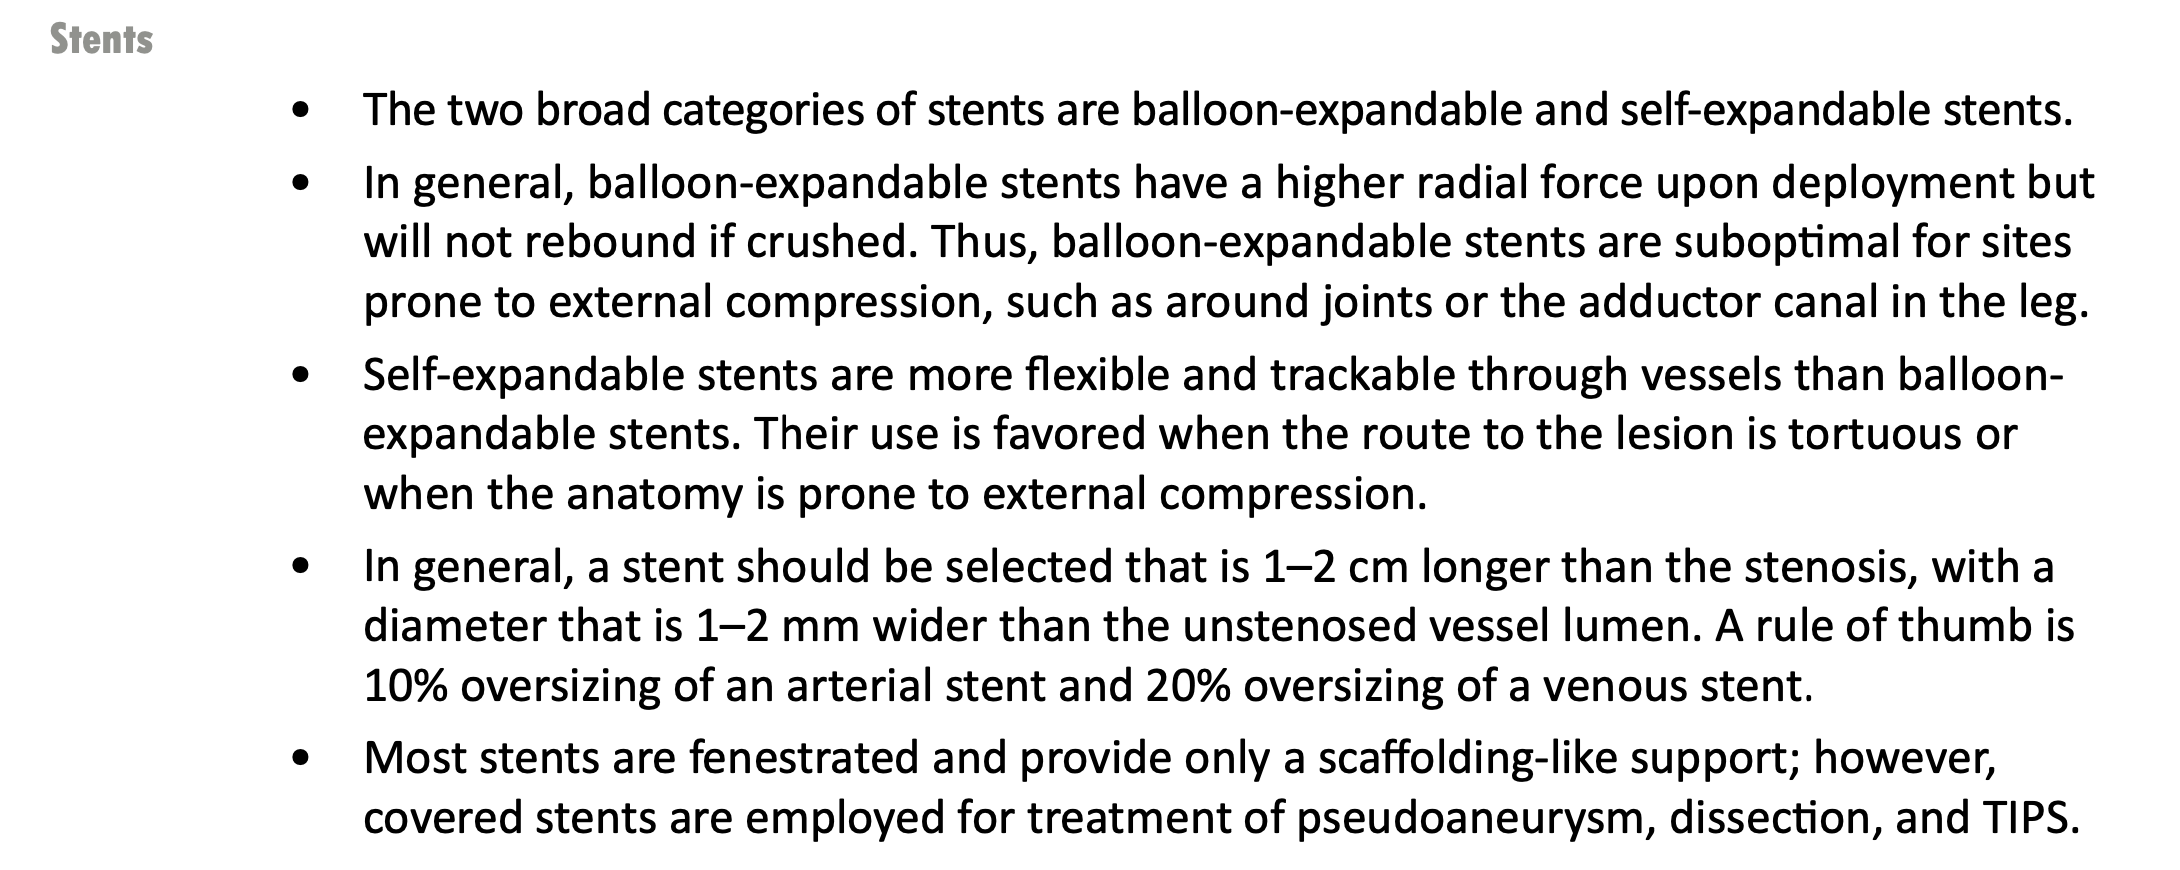 Stents
• The two broad categories of stents are balloon-expandable and self-expandable stents.
• In general, balloon-expandable stents have a higher radial force upon deployment but
will not rebound if crushed. Thus, balloon-expandable stents are suboptimal for sites
prone to external compression, such as around joints or the adductor canal in the leg.
• Self-expandable stents are more flexible and trackable through vessels than balloon-
expandable stents. Their use is favored when the route to the lesion is tortuous or
when the anatomy is prone to external compression.
• In general, a stent should be selected that is 1–2 cm longer than the stenosis, with a
diameter that is 1–2 mm wider than the unstenosed vessel lumen. A rule of thumb is
10% oversizing of an arterial stent and 20% oversizing of a venous stent.
• Most stents are fenestrated and provide only a scaffolding-like support; however,
covered stents are employed for treatment of pseudoaneurysm, dissection, and TIPS.